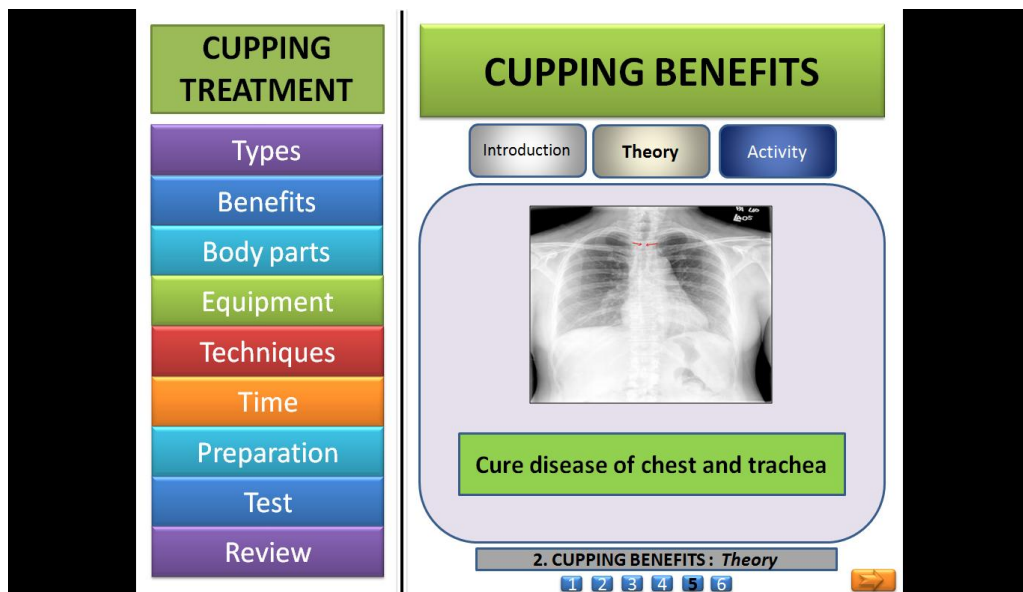 CUPPING
TREATMENT
Types
Benefits
Body parts
Equipment
Techniques
Time
Preparation
Test
Review
CUPPING BENEFITS
Introduction
Theory
Activity
Cure disease of chest and trachea
2. CUPPING BENEFITS : Theory
1 2 3 4 5 6